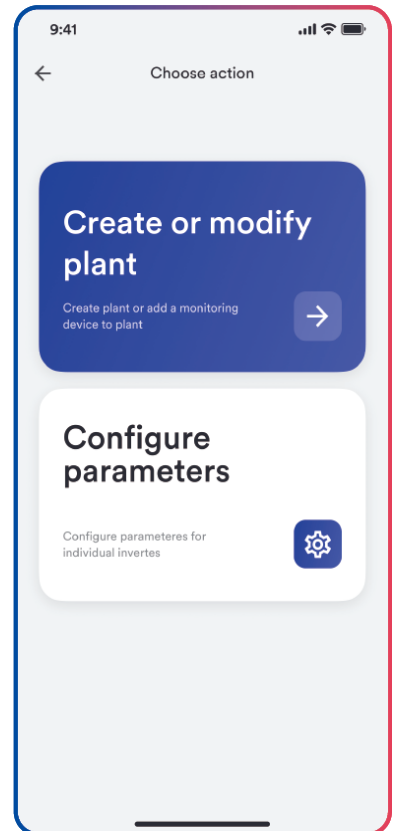 9:41
Choose action
Create or modify
plant
Create plant or add a monitoring
device to plant
Configure
parameters
Configure parameteres for
individual invertes